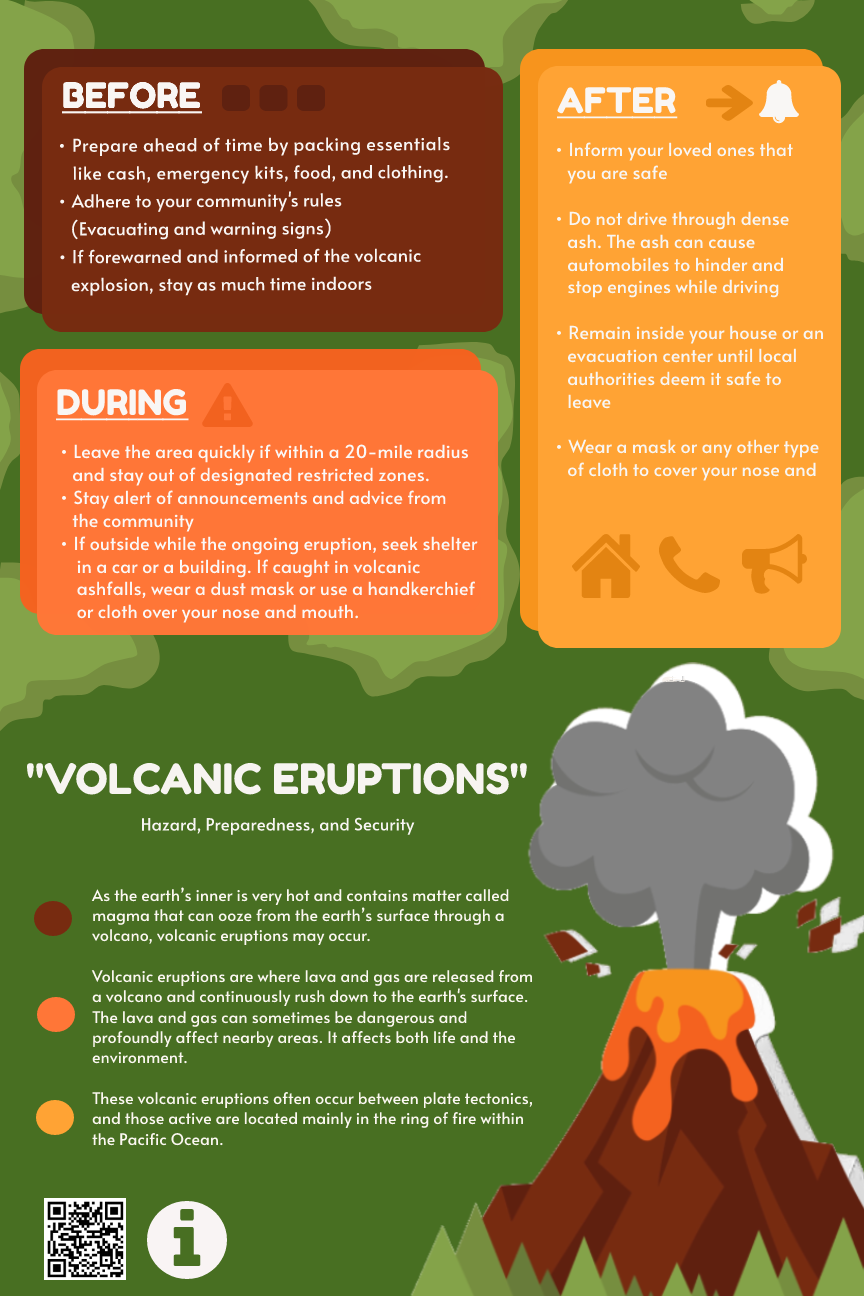 BEFORE
• Prepare ahead of time by packing essentials
like cash, emergency kits, food, and clothing.
• Adhere to your community's rules
(Evacuating and warning signs)
• If forewarned and informed of the volcanic
explosion, stay as much time indoors
DURING
• Leave the area quickly if within a 20-mile radius
and stay out of designated restricted zones.
• Stay alert of announcements and advice from
the community
• If outside while the ongoing eruption, seek shelter
in a car or a building. If caught in volcanic
ashfalls, wear a dust mask or use a handkerchief
or cloth over your nose and mouth.
AFTER
• Inform your loved ones that
you are safe
• Do not drive through dense
ash. The ash can cause
automobiles to hinder and
stop engines while driving
• Remain inside your house or an
evacuation center until local
authorities deem it safe to
leave
• Wear a mask or any other type
of cloth to cover your nose and
"VOLCANIC ERUPTIONS"
Hazard, Preparedness, and Security
As the earth’s inner is very hot and contains matter called
magma that can ooze from the earth’s surface through a
volcano, volcanic eruptions may occur.
Volcanic eruptions are where lava and gas are released from
a volcano and continuously rush down to the earth's surface.
The lava and gas can sometimes be dangerous and
profoundly affect nearby areas. It affects both life and the
environment.
These volcanic eruptions often occur between plate tectonics,
and those active are located mainly in the ring of fire within
the Pacific Ocean.